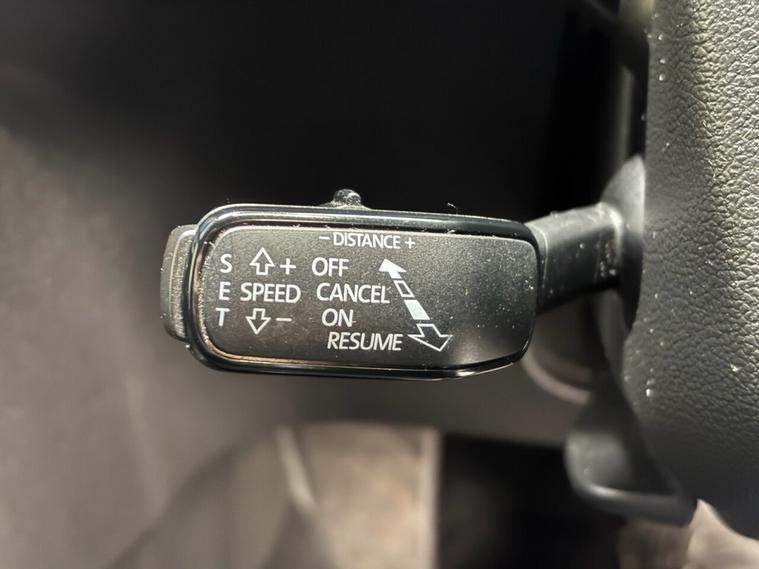 – DISTANCE +
S + OFF
E SPEED CANCEL
T – ON
RESUME